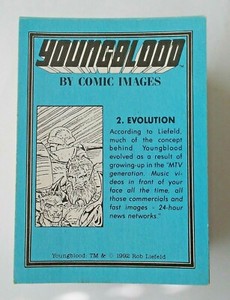 YOUNGBLOOD™
BY COMIC IMAGES
2. EVOLUTION
According to Liefeld,
much of the concept
behind Youngblood
evolved as a result of
growing-up in the "MTV
generation. Music vi-
deos in front of your
face all the time, all
those commercials and
fast images - 24-hour
news networks."
Youngblood: TM & © 1992 Rob Liefeld